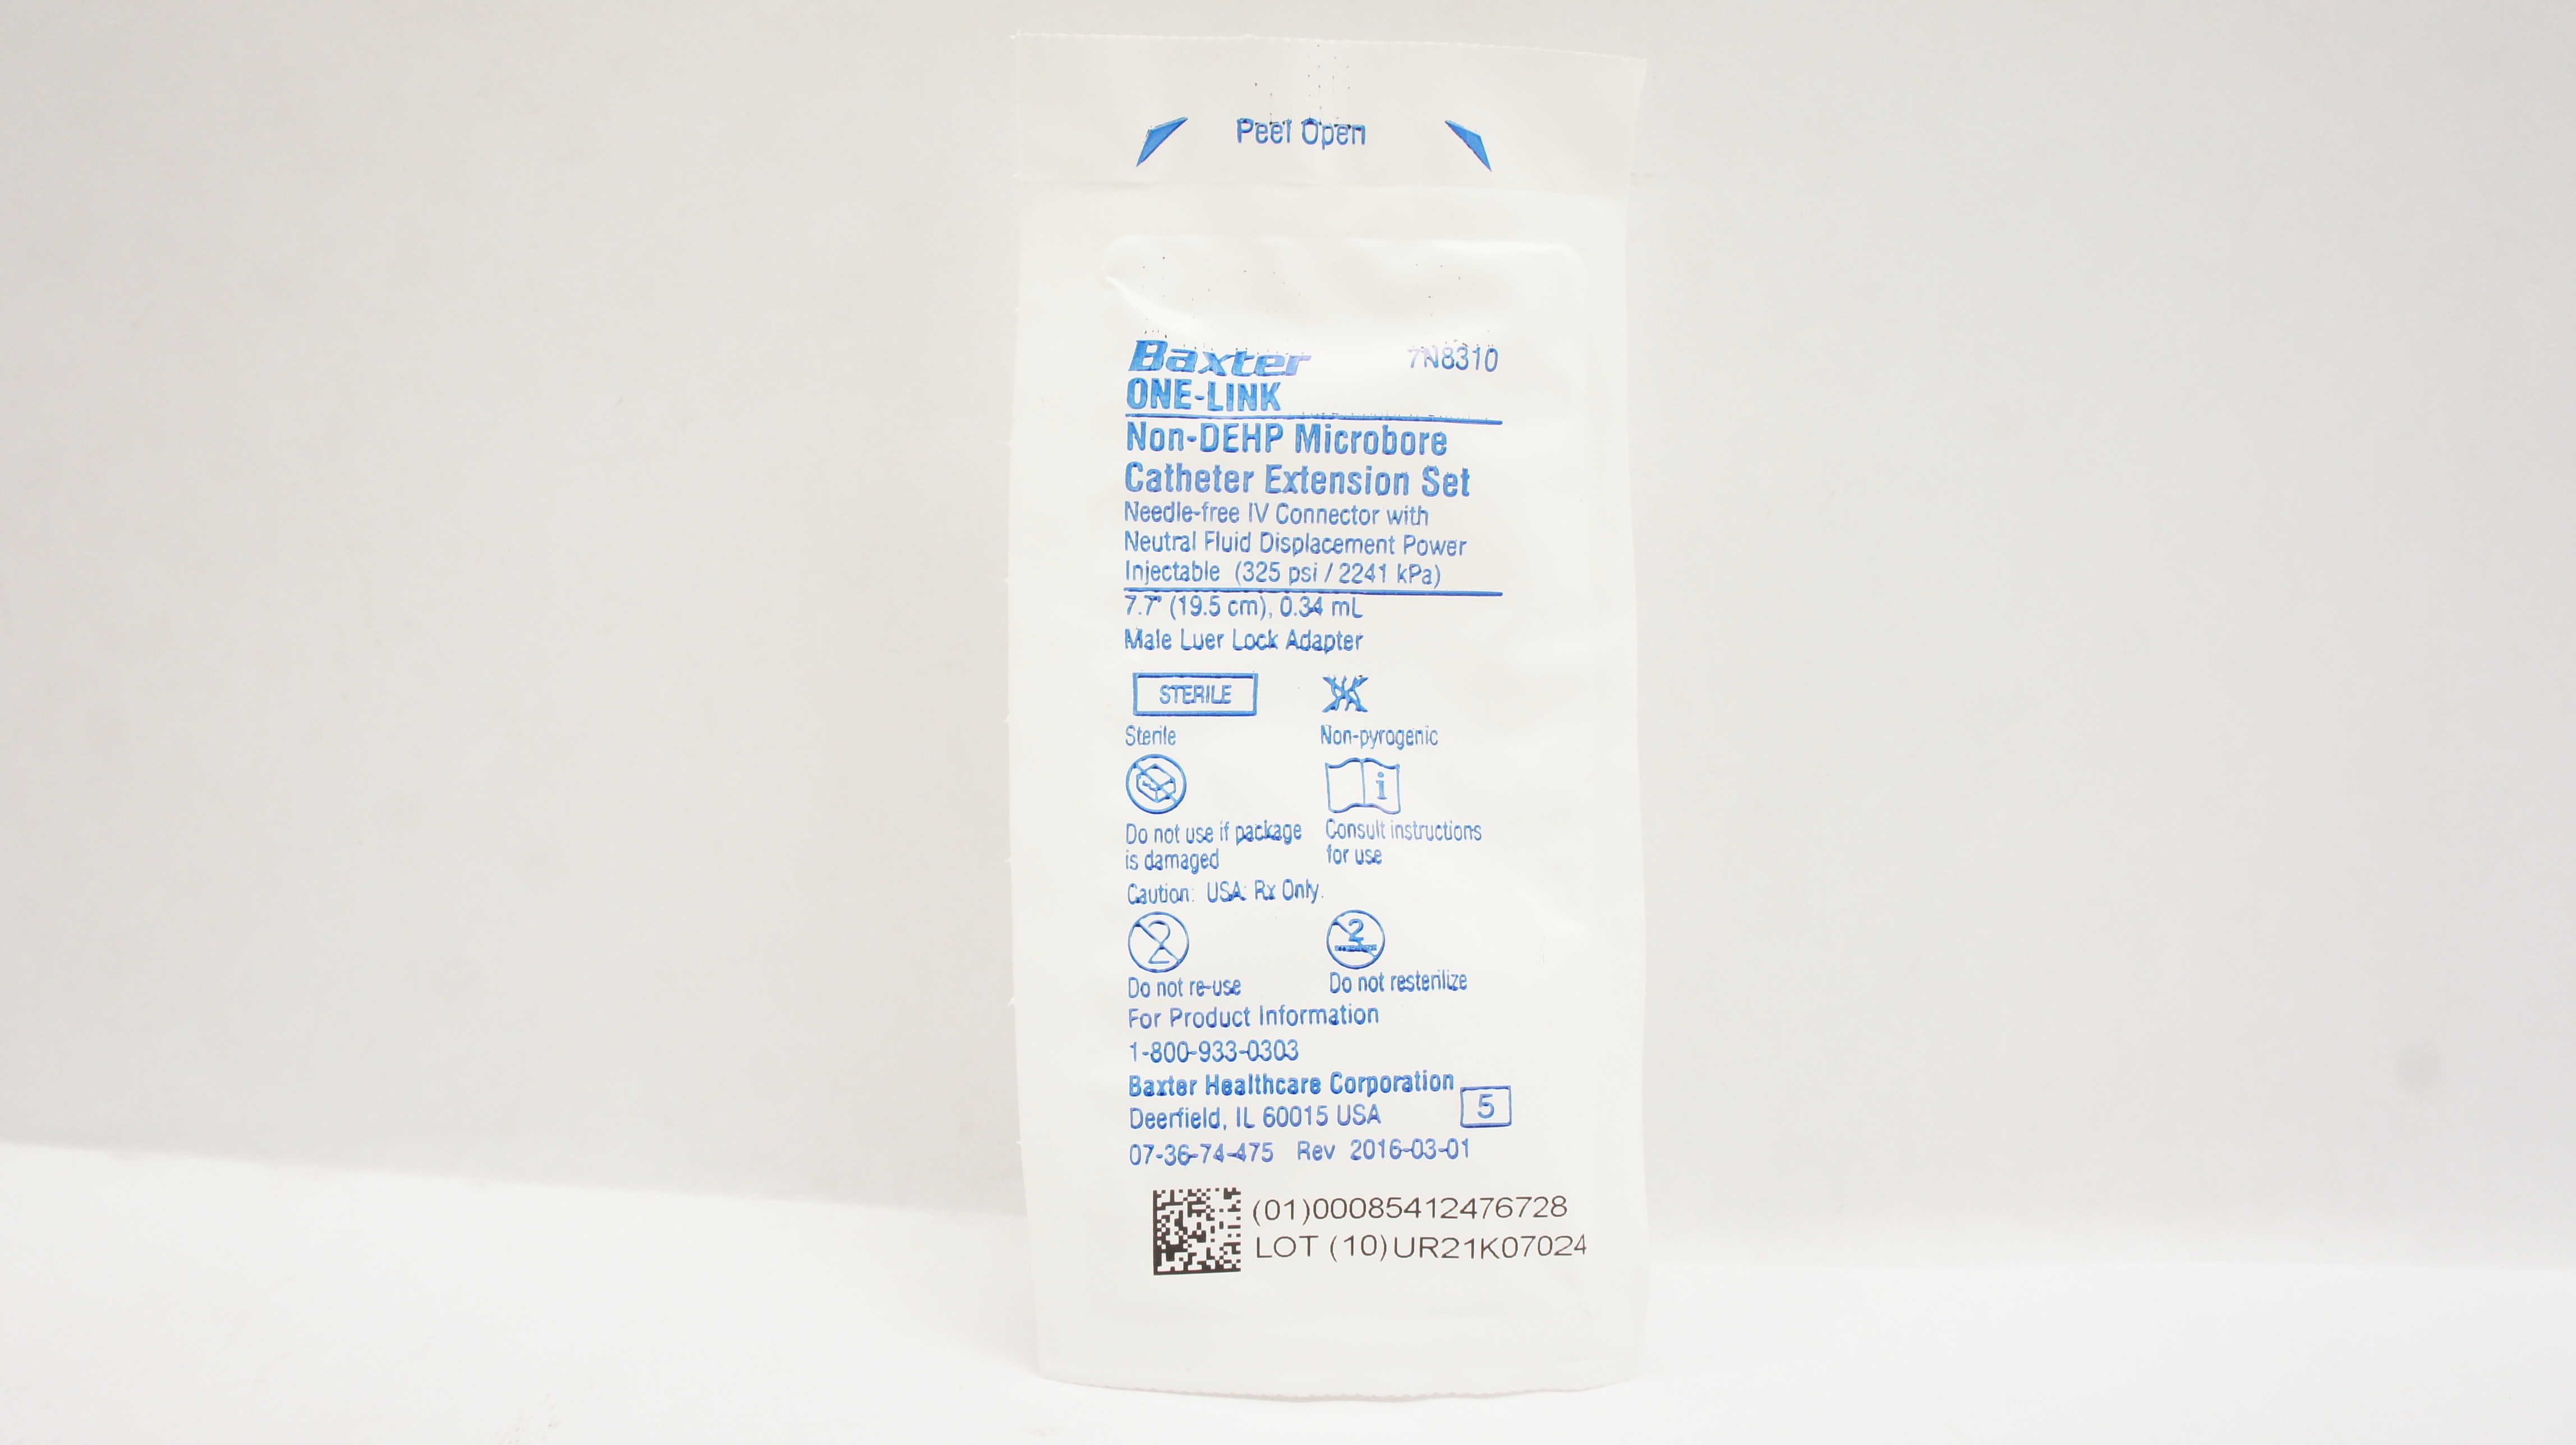 Peel Open
Baxter 7N8310
ONE-LINK
Non-DEHP Microbore
Catheter Extension Set
Needle-free IV Connector with
Neutral Fluid Displacement Power
Injectable (325 psi / 2241 kPa)
7.7" (19.5 cm), 0.34 mL
Male Luer Lock Adapter
STERILE
Sterile Non-pyrogenic
i
Do not use if package
is damaged
Consult instructions
for use
Caution: USA: Rx Only.
2 2
Do not re-use Do not resterilize
For Product Information
1-800-933-0303
Baxter Healthcare Corporation
Deerfield, IL 60015 USA 5
07-36-74-475 Rev 2016-03-01
(01)00085412476728
LOT (10)UR21K07024